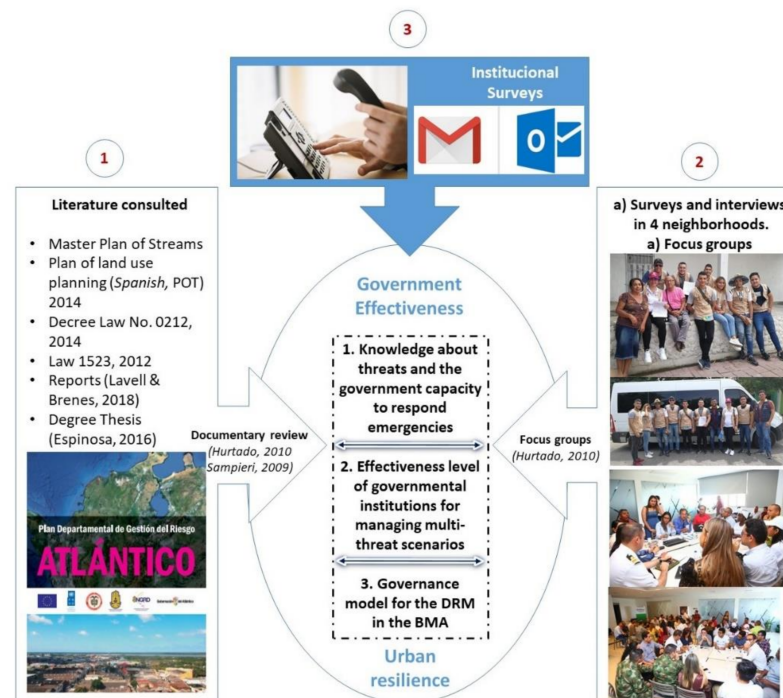 3
Institucional
Surveys
1
Literature consulted
• Master Plan of Streams
• Plan of land use
planning (Spanish, POT)
2014
• Decree Law No. 0212,
2014
• Law 1523, 2012
• Reports (Lavell &
Brenes, 2018)
• Degree Thesis
(Espinosa, 2016)
Plan Departamental de Gestión del Riesgo
ATLÁNTICO
Documentary review
(Hurtado, 2010
Sampieri, 2009)
Government
Effectiveness
1. Knowledge about
threats and the
government capacity
to respond
emergencies
2. Effectiveness level
of governmental
institutions for
managing multi-
threat scenarios
3. Governance
model for the DRM
in the BMA
Urban
resilience
Focus groups
(Hurtado, 2010)
2
a) Surveys and interviews
in 4 neighborhoods.
a) Focus groups